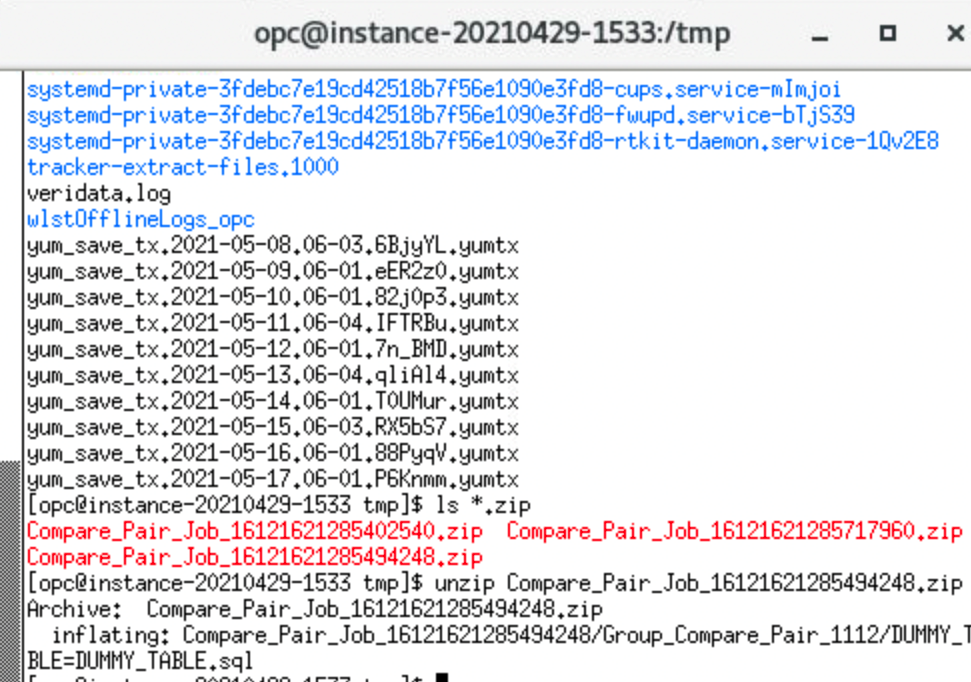 opc@instance-20210429-1533:/tmp
systemd-private-3fdebc7e19cd42518b7f56e1090e3fd8-cups.service-mImjoi
systemd-private-3fdebc7e19cd42518b7f56e1090e3fd8-fwupd.service-bTjS39
systemd-private-3fdebc7e19cd42518b7f56e1090e3fd8-rtkit-daemon.service-1Qv2E8
tracker-extract-files.1000
veridata.log
wlstOfflineLogs_opc
yum_save_tx.2021-05-08.06-03.6BjyYL.yumtx
yum_save_tx.2021-05-09.06-01.eER2z0.yumtx
yum_save_tx.2021-05-10.06-01.82j0p3.yumtx
yum_save_tx.2021-05-11.06-04.IFTRBu.yumtx
yum_save_tx.2021-05-12.06-01.7n_BMD.yumtx
yum_save_tx.2021-05-13.06-04.qliAl4.yumtx
yum_save_tx.2021-05-14.06-01.T0UMur.yumtx
yum_save_tx.2021-05-15.06-03.RX5bS7.yumtx
yum_save_tx.2021-05-16.06-01.88PyqV.yumtx
yum_save_tx.2021-05-17.06-01.P6Knmm.yumtx
[opc@instance-20210429-1533 tmp]$ ls *.zip
Compare_Pair_Job_16121621285402540.zip  Compare_Pair_Job_16121621285717960.zip
Compare_Pair_Job_16121621285494248.zip
[opc@instance-20210429-1533 tmp]$ unzip Compare_Pair_Job_16121621285494248.zip
Archive:  Compare_Pair_Job_16121621285494248.zip
  inflating: Compare_Pair_Job_16121621285494248/Group_Compare_Pair_1112/DUMMY_T
BLE=DUMMY_TABLE.sql